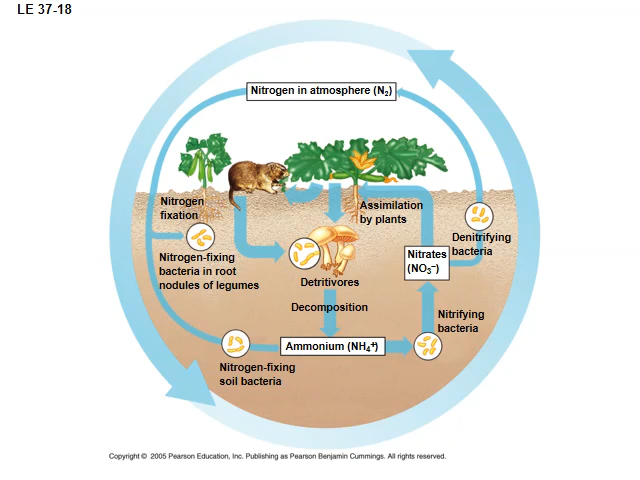 LE 37-18
Nitrogen in atmosphere (N₂)
Nitrogen
fixation
Assimilation
by plants
Denitrifying
bacteria
Nitrogen-fixing
bacteria in root
nodules of legumes
Nitrates
(NO₃⁻)
Detritivores
Decomposition
Nitrifying
bacteria
Ammonium (NH₄⁺)
Nitrogen-fixing
soil bacteria
Copyright © 2005 Pearson Education, Inc. Publishing as Pearson Benjamin Cummings. All rights reserved.